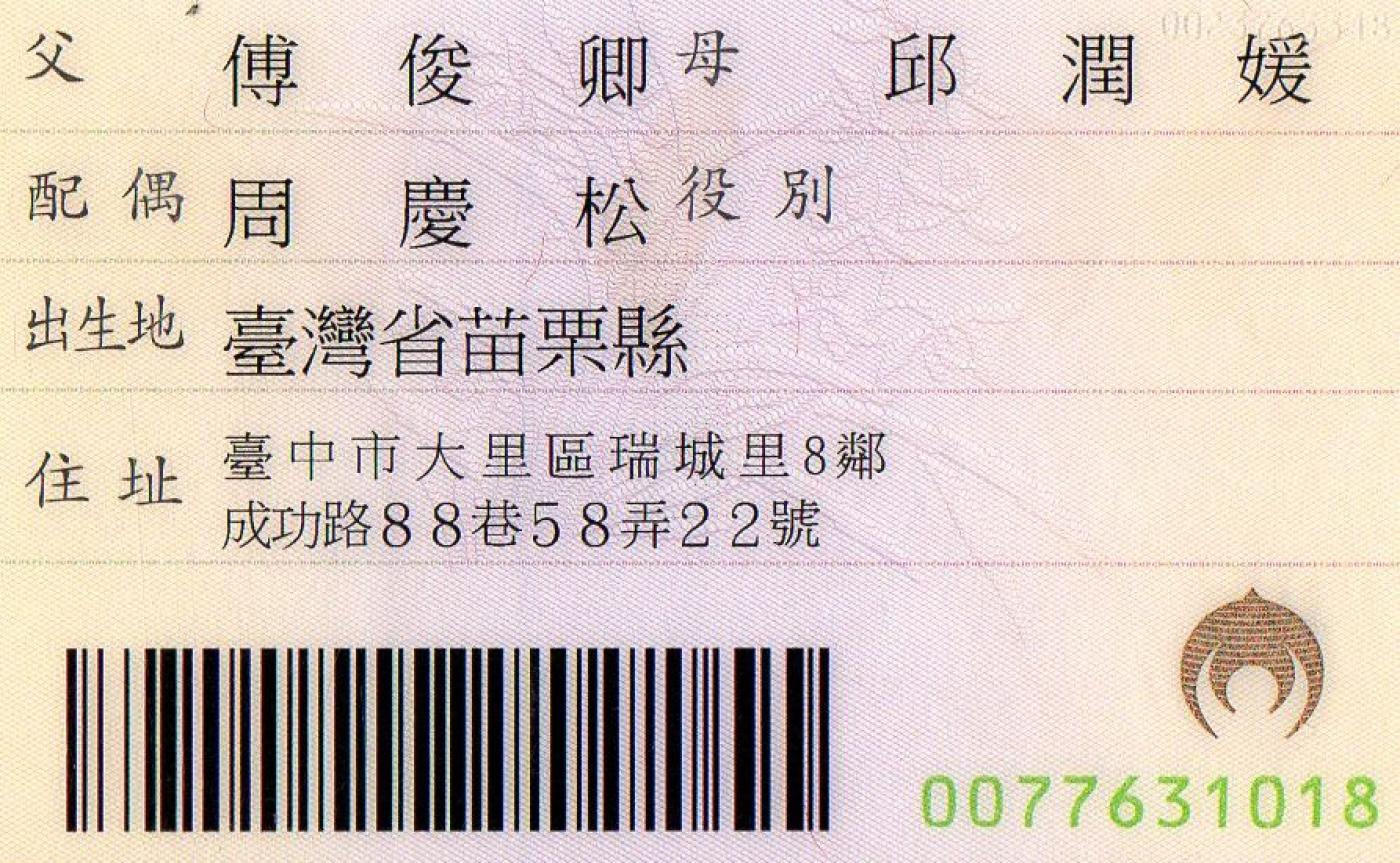 父 傅俊卿 母 邱潤媛
配偶 周慶松 役別
出生地 臺灣省苗栗縣
住址 臺中市大里區瑞城里8鄰
成功路88巷58弄22號
0077631018